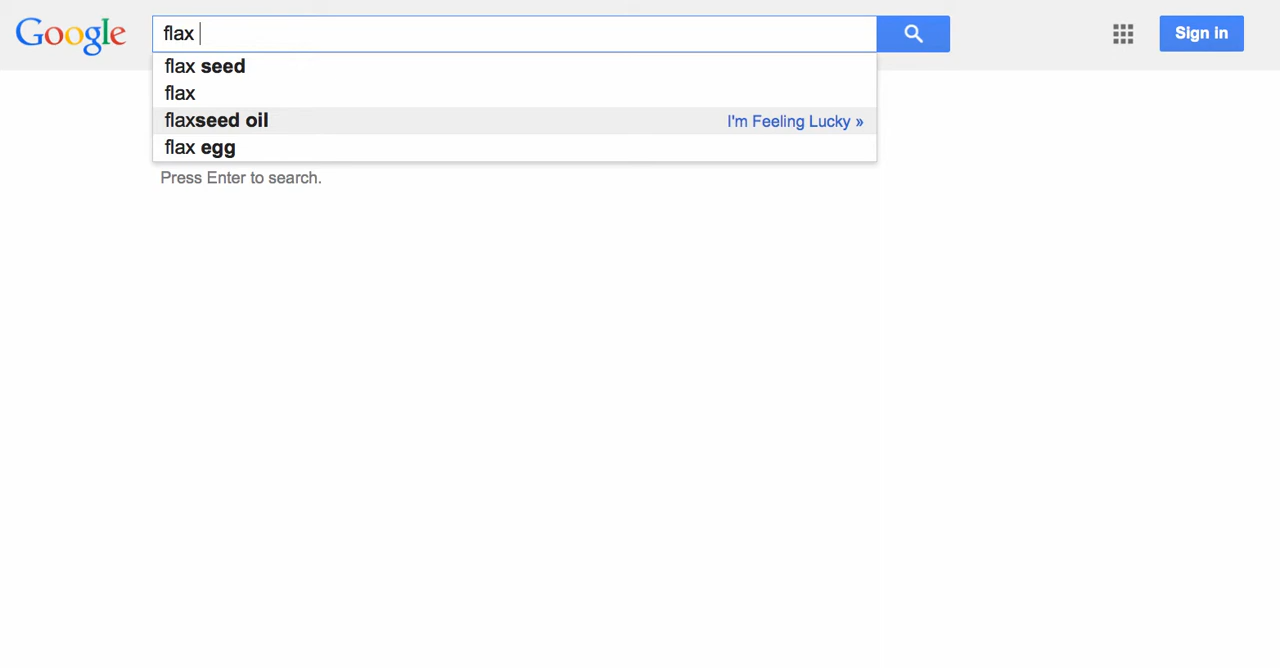 Google flax Sign in
flax seed
flax
flaxseed oil I'm Feeling Lucky »
flax egg
Press Enter to search.